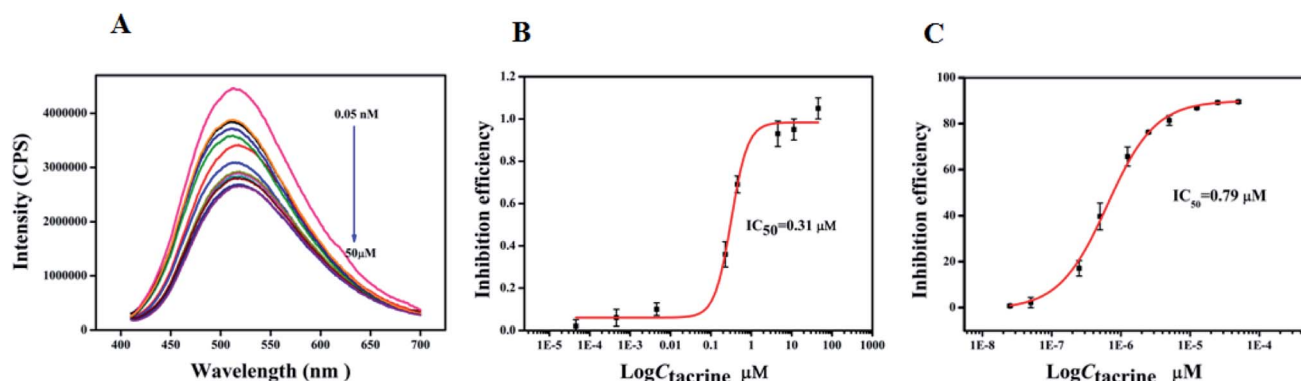 A
B
C
Intensity (CPS)
4000000
3000000
2000000
1000000
0
400 450 500 550 600 650 700
Wavelength (nm )
0.05 nM
50μM
Inhibition efficiency
1.2
1.0
0.8
0.6
0.4
0.2
0.0
1E-5 1E-4 1E-3 0.01 0.1 1 10 100 1000
LogCtacrine μM
IC50=0.31 μM
Inhibition efficiency
100
80
60
40
20
0
1E-8 1E-7 1E-6 1E-5 1E-4
LogCtacrine μM
IC50=0.79 μM